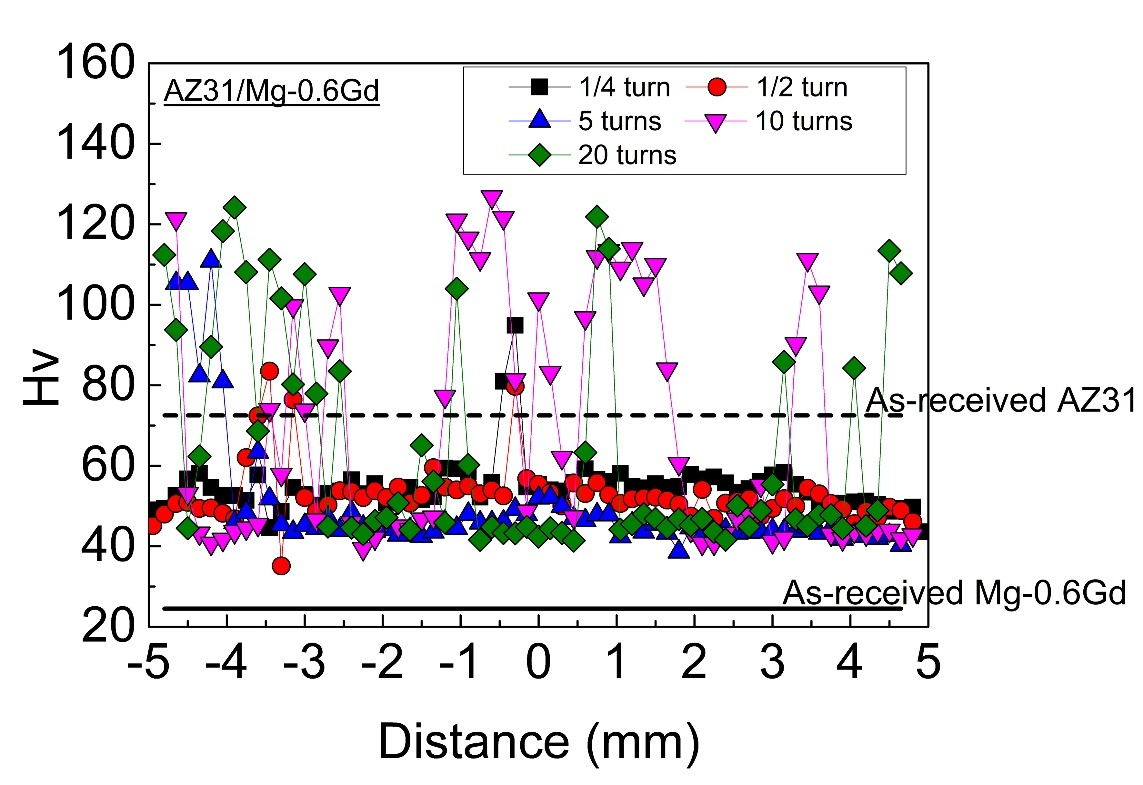 160
AZ31/Mg-0.6Gd
1/4 turn 1/2 turn
5 turns 10 turns
20 turns
140
120
100
80
60
40
20
Hv
As-received AZ31
As-received Mg-0.6Gd
-5 -4 -3 -2 -1 0 1 2 3 4 5
Distance (mm)